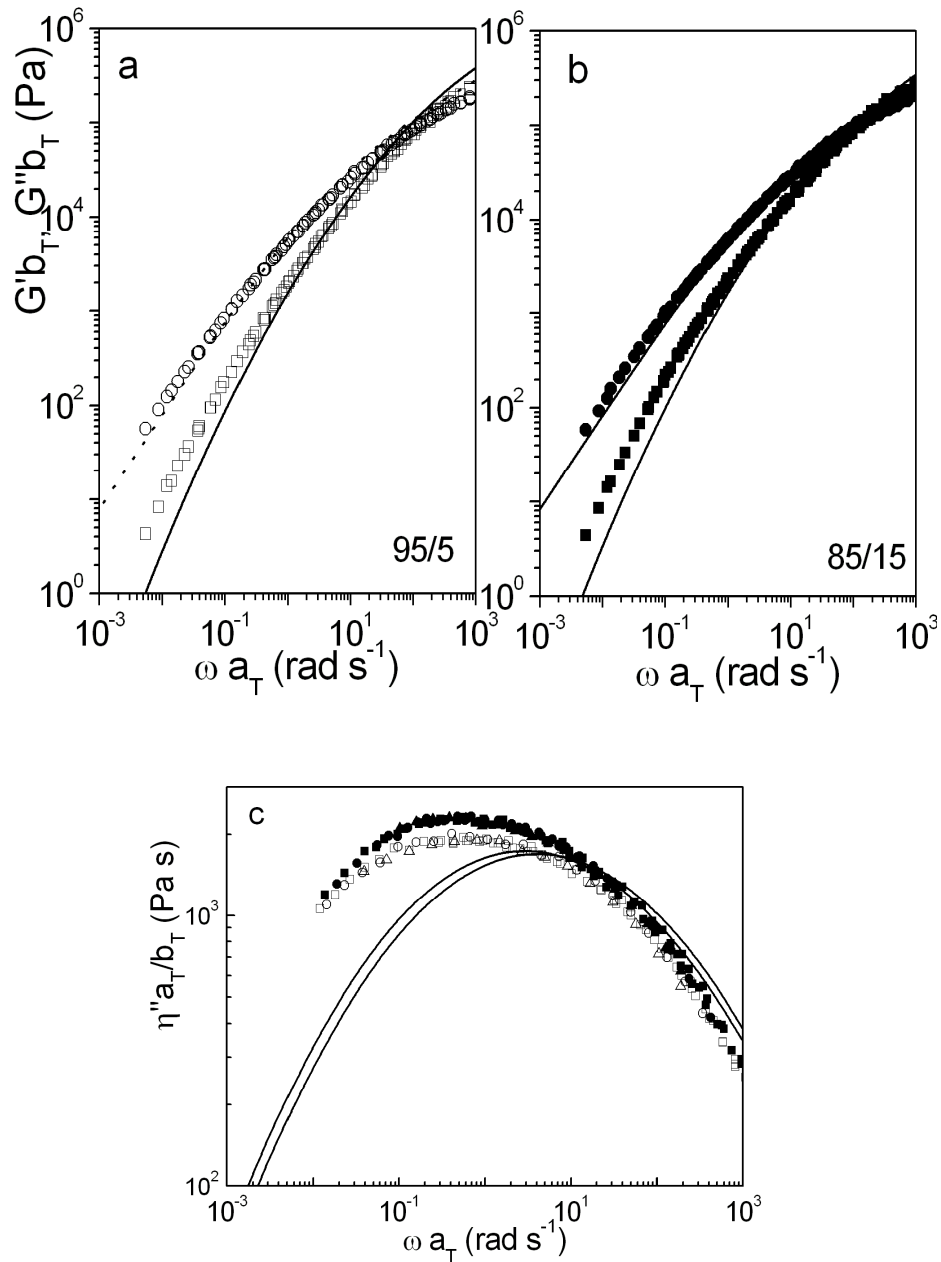 a
G'b_T, G''b_T (Pa)
10^6
10^4
10^2
10^0
95/5
10^-3 10^-1 10^1 10^3
ω a_T (rad s^-1)
b
10^6
10^4
10^2
10^0
85/15
10^-3 10^-1 10^1 10^3
ω a_T (rad s^-1)
c
η''a_T/b_T (Pa s)
10^3
10^2
10^-3 10^-1 10^1 10^3
ω a_T (rad s^-1)